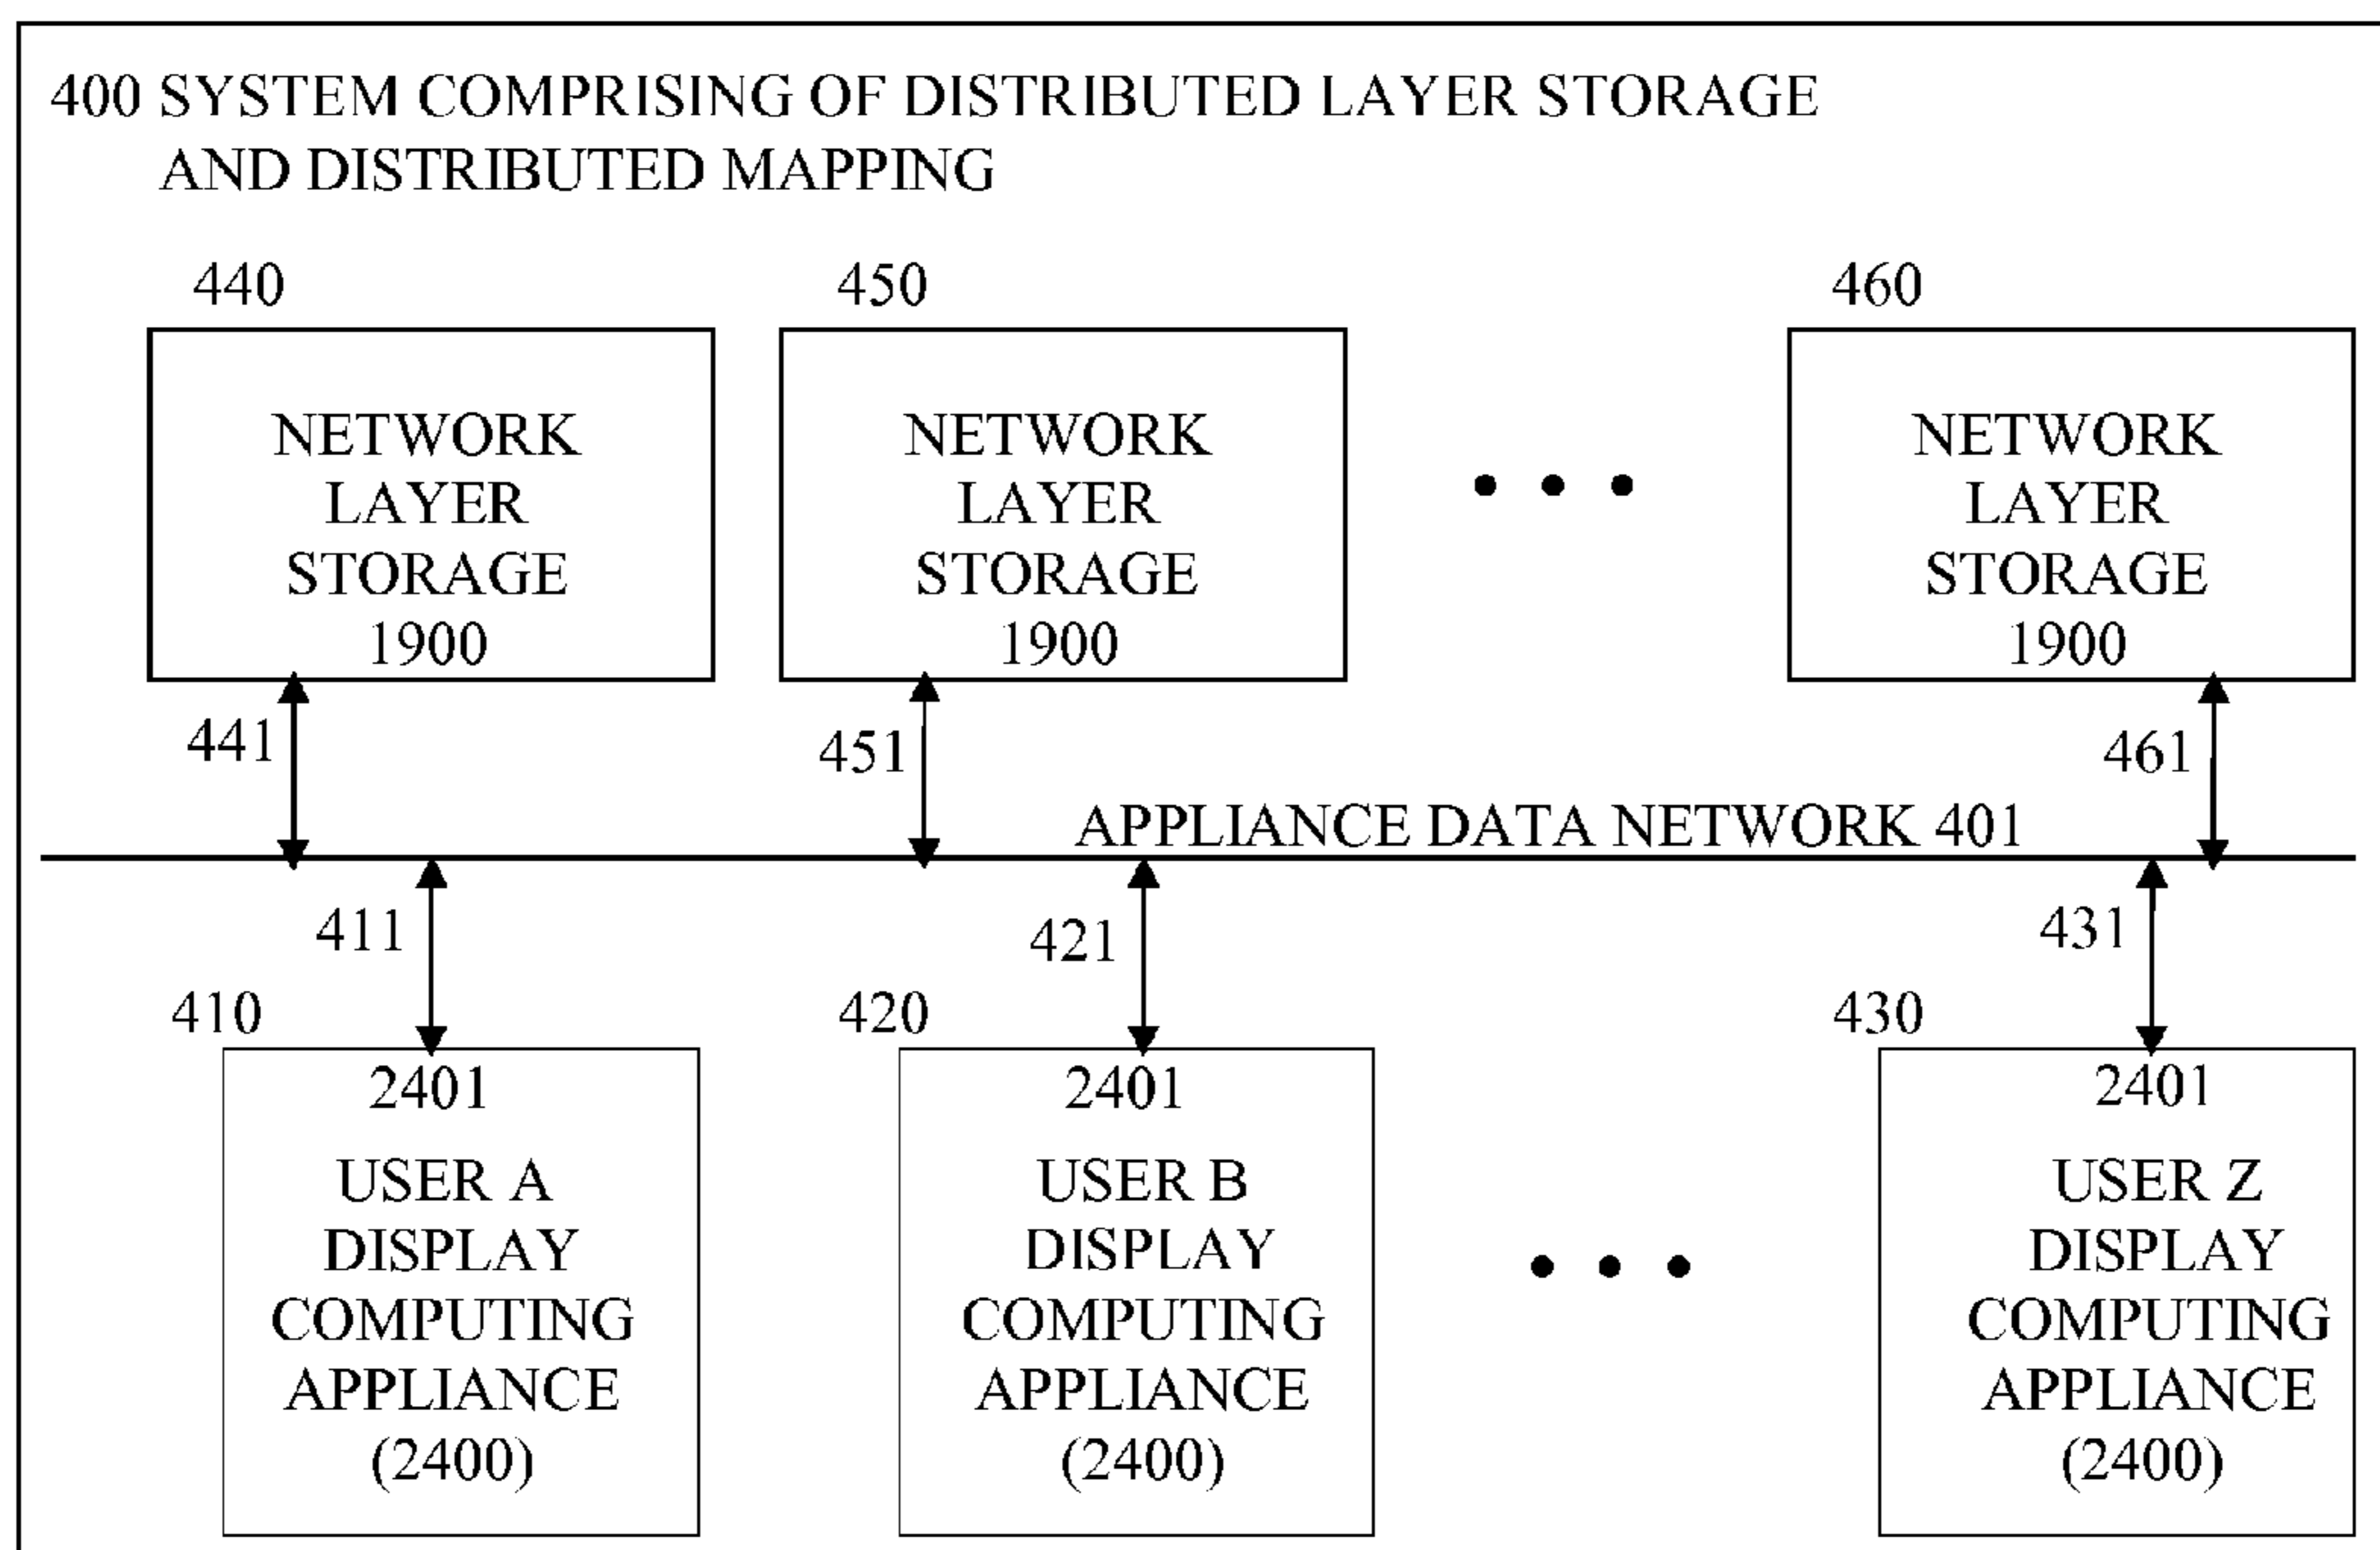 400 SYSTEM COMPRISING OF DISTRIBUTED LAYER STORAGE
AND DISTRIBUTED MAPPING
440
450
460
NETWORK
LAYER
STORAGE
1900
NETWORK
LAYER
STORAGE
1900
NETWORK
LAYER
STORAGE
1900
441
451
461
APPLIANCE DATA NETWORK 401
411
421
431
410
420
430
2401
USER A
DISPLAY
COMPUTING
APPLIANCE
(2400)
2401
USER B
DISPLAY
COMPUTING
APPLIANCE
(2400)
2401
USER Z
DISPLAY
COMPUTING
APPLIANCE
(2400)